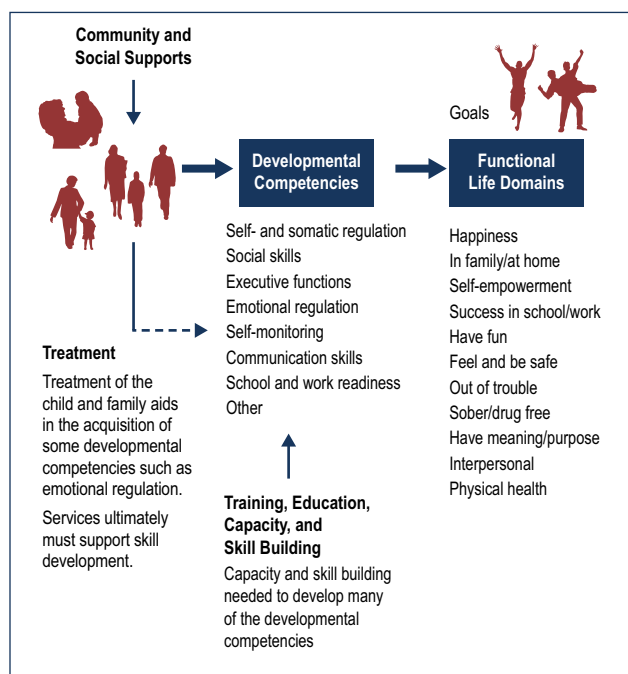 Community and
Social Supports
Goals
Developmental
Competencies
Functional
Life Domains
Self- and somatic regulation
Social skills
Executive functions
Emotional regulation
Self-monitoring
Communication skills
School and work readiness
Other
Happiness
In family/at home
Self-empowerment
Success in school/work
Have fun
Feel and be safe
Out of trouble
Sober/drug free
Have meaning/purpose
Interpersonal
Physical health
Treatment
Treatment of the
child and family aids
in the acquisition of
some developmental
competencies such as
emotional regulation.
Services ultimately
must support skill
development.
Training, Education,
Capacity, and
Skill Building
Capacity and skill building
needed to develop many
of the developmental
competencies